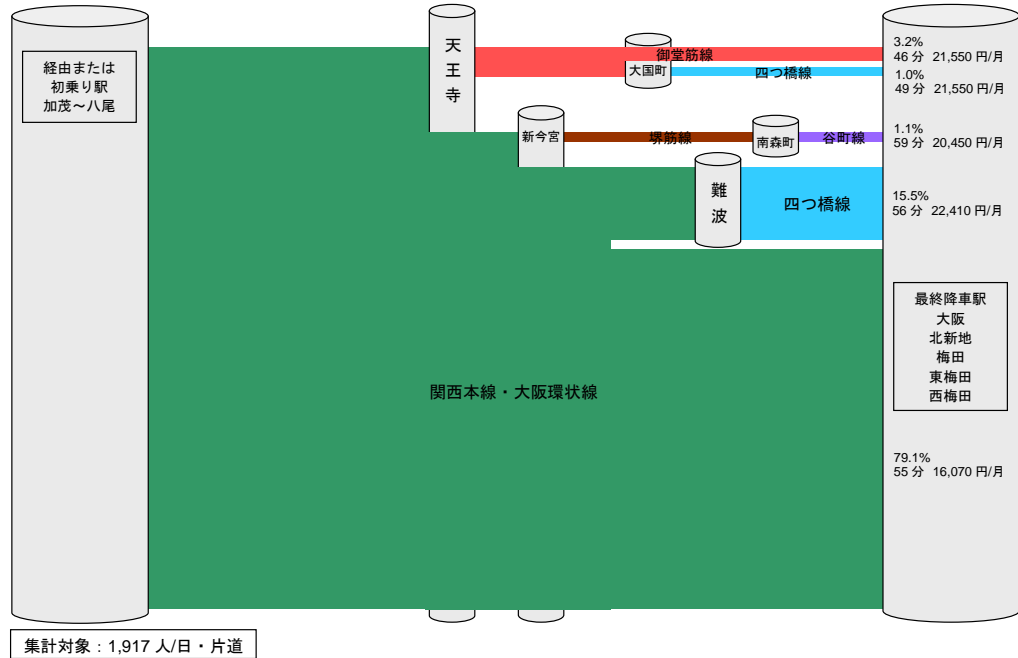 経由または
初乗り駅
加茂～八尾
天王寺
御堂筋線
大国町
四つ橋線
3.2%
46 分 21,550 円/月
1.0%
49 分 21,550 円/月
新今宮
堺筋線
南森町
谷町線
1.1%
59 分 20,450 円/月
難波
四つ橋線
15.5%
56 分 22,410 円/月
最終降車駅
大阪
北新地
梅田
東梅田
西梅田
関西本線・大阪環状線
79.1%
55 分 16,070 円/月
集計対象：1,917 人/日・片道